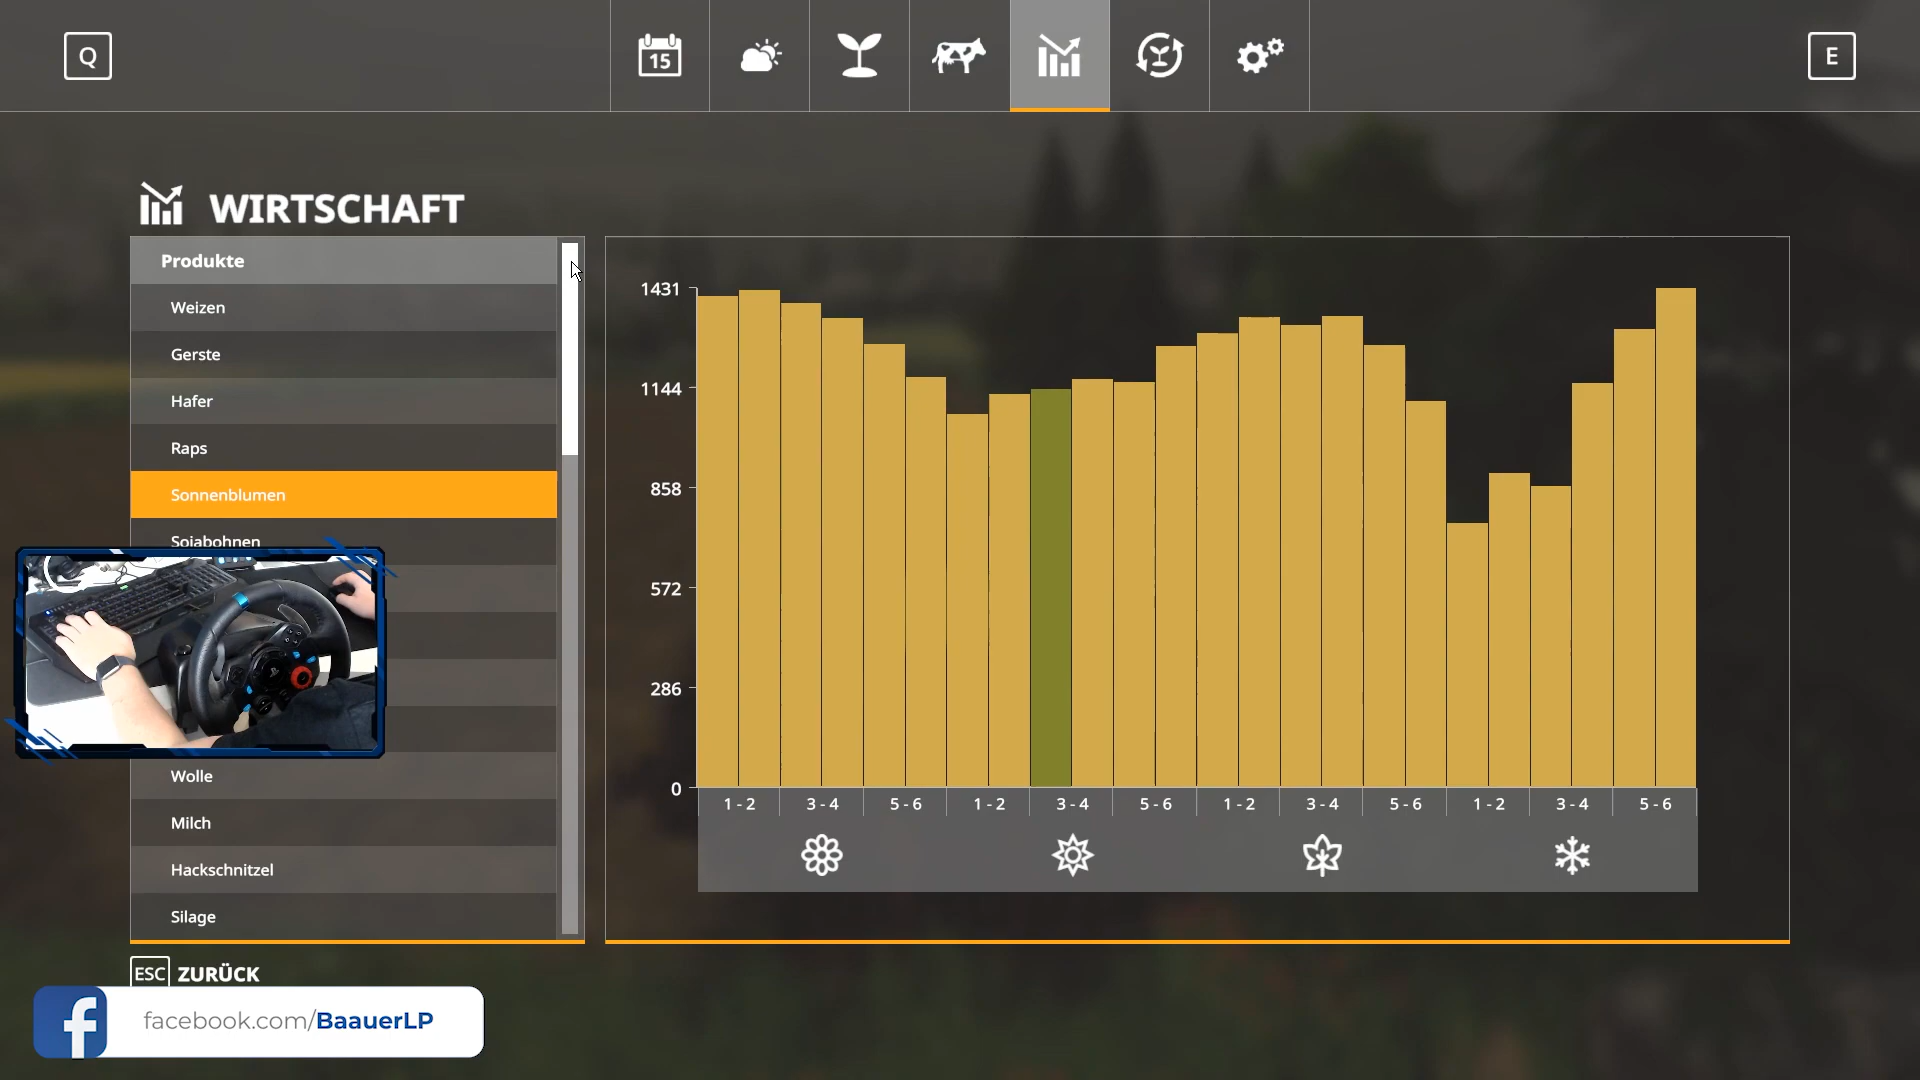 Q
15
E
WIRTSCHAFT
Produkte
Weizen
Gerste
Hafer
Raps
Sonnenblumen
Sojabohnen
Wolle
Milch
Hackschnitzel
Silage
1431
1144
858
572
286
0
1 - 2 3 - 4 5 - 6 1 - 2 3 - 4 5 - 6 1 - 2 3 - 4 5 - 6 1 - 2 3 - 4 5 - 6
ESC ZURÜCK
facebook.com/BaauerLP